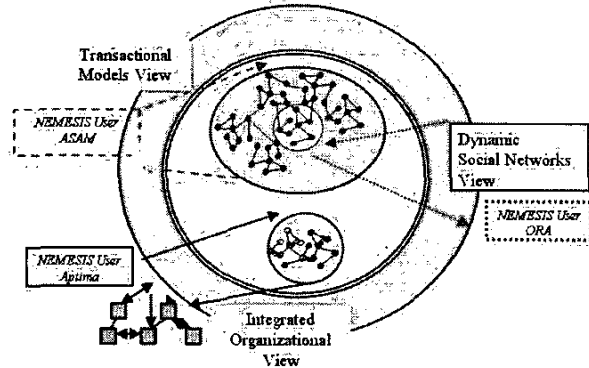 Transactional
Models View
NEMESIS User
ASAM
Dynamic
Social Networks
View
NEMESIS User
ORA
NEMESIS User
Aptima
Integrated
Organizational
View